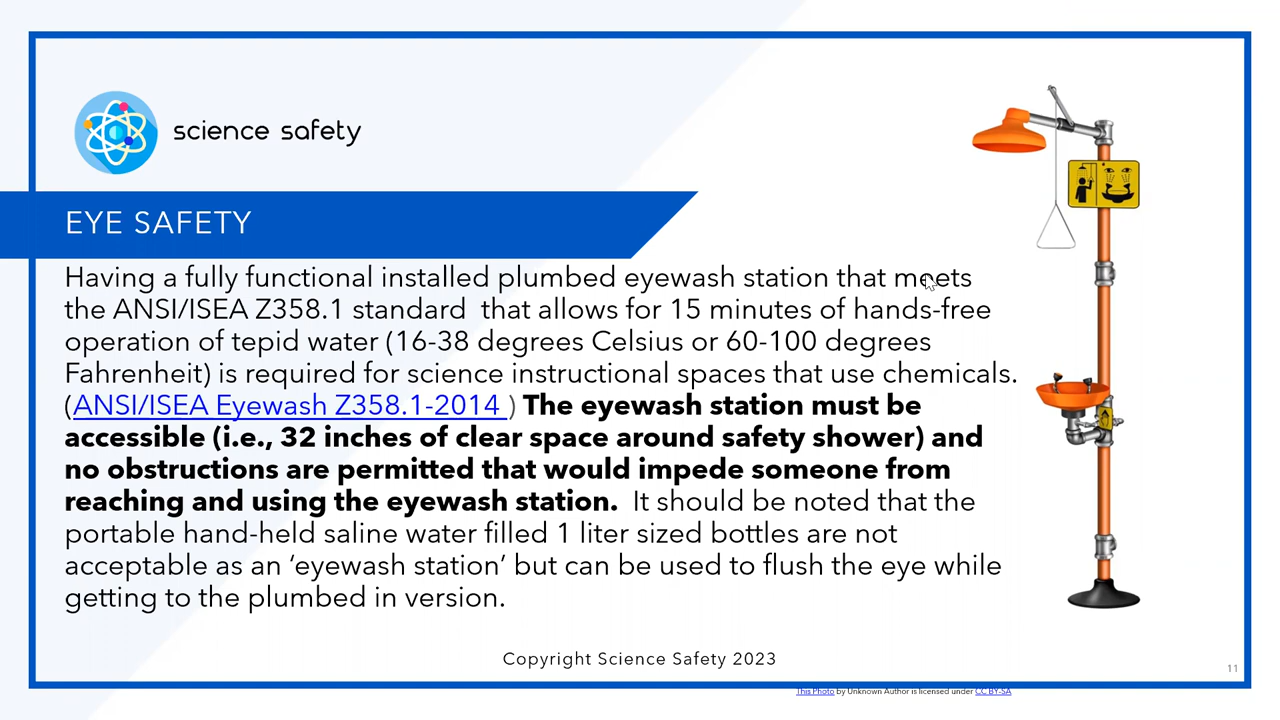 science safety
EYE SAFETY
Having a fully functional installed plumbed eyewash station that meets
the ANSI/ISEA Z358.1 standard  that allows for 15 minutes of hands-free
operation of tepid water (16-38 degrees Celsius or 60-100 degrees
Fahrenheit) is required for science instructional spaces that use chemicals.
(ANSI/ISEA Eyewash Z358.1-2014 ) The eyewash station must be
accessible (i.e., 32 inches of clear space around safety shower) and
no obstructions are permitted that would impede someone from
reaching and using the eyewash station.  It should be noted that the
portable hand-held saline water filled 1 liter sized bottles are not
acceptable as an ‘eyewash station’ but can be used to flush the eye while
getting to the plumbed in version.
Copyright Science Safety 2023
11
This Photo by Unknown Author is licensed under CC BY-SA